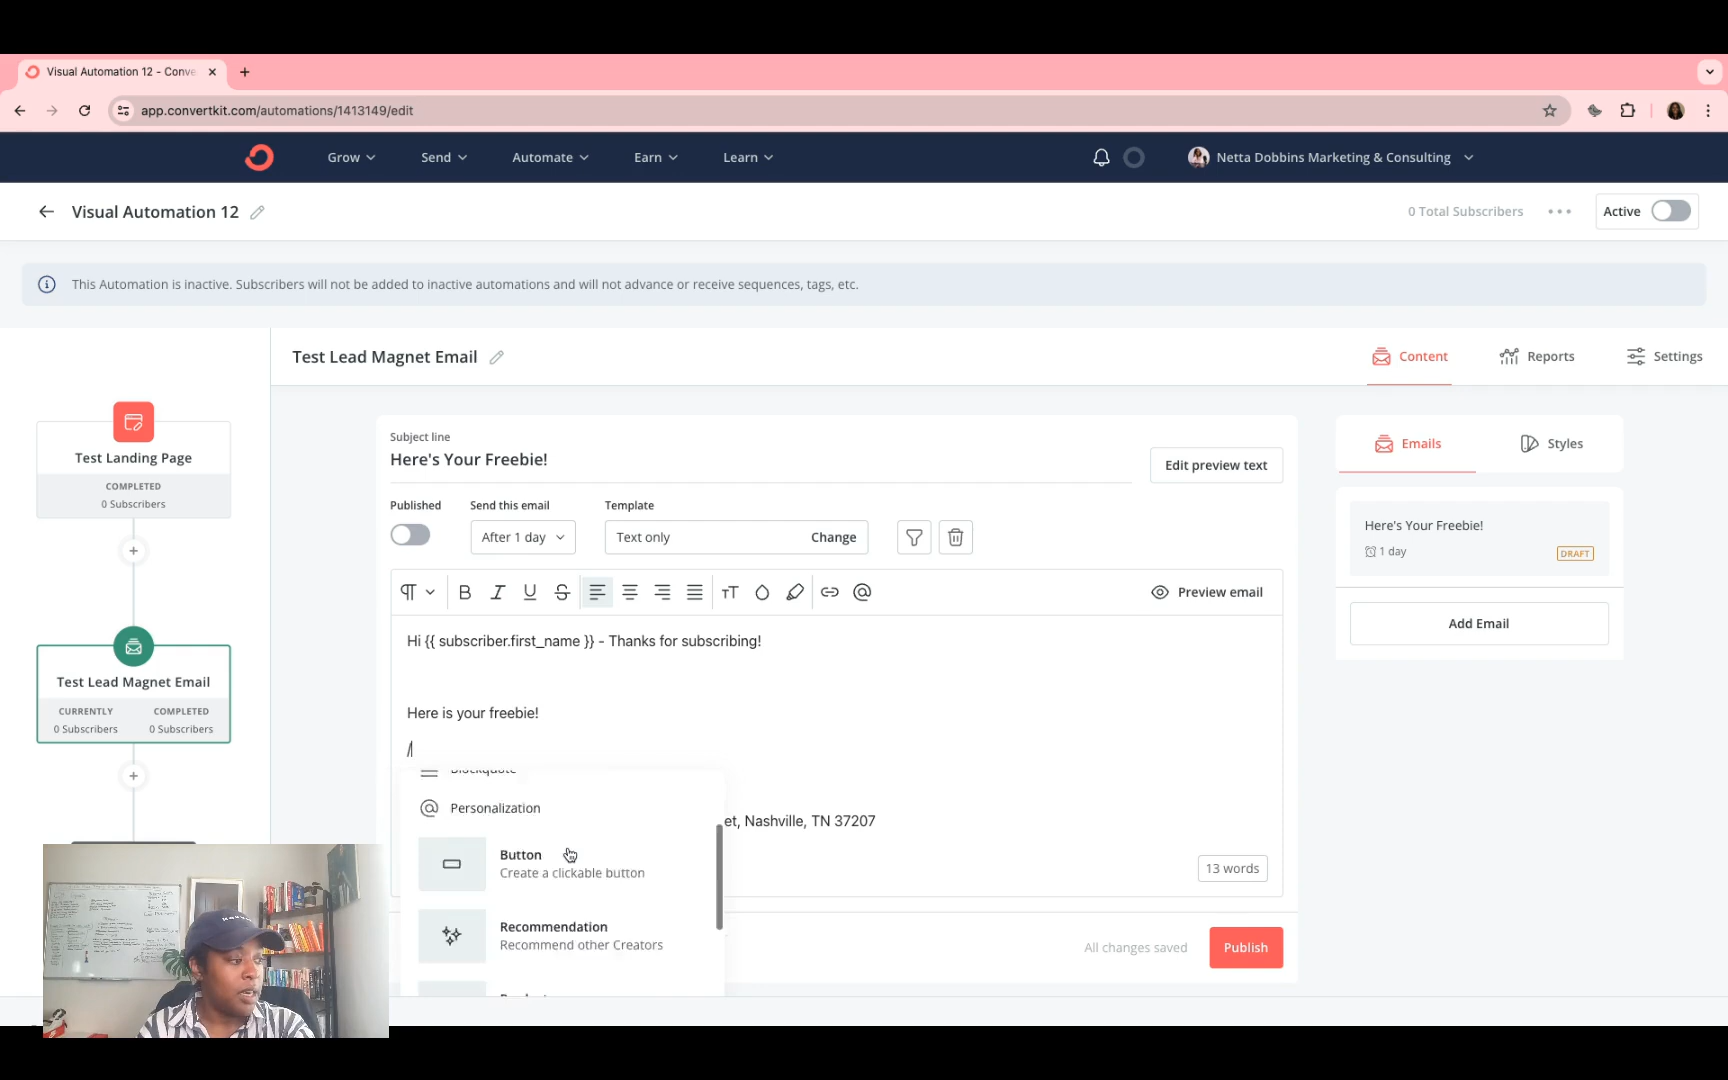 Visual Automation 12 - Conve
app.convertkit.com/automations/1413149/edit
Grow
Send
Automate
Earn
Learn
Netta Dobbins Marketing & Consulting
Visual Automation 12
0 Total Subscribers
Active
This Automation is inactive. Subscribers will not be added to inactive automations and will not advance or receive sequences, tags, etc.
Test Landing Page
COMPLETED
0 Subscribers
Test Lead Magnet Email
CURRENTLY
0 Subscribers
COMPLETED
0 Subscribers
Test Lead Magnet Email
Content
Reports
Settings
Subject line
Here's Your Freebie!
Edit preview text
Published
Send this email
After 1 day
Template
Text only
Change
Preview email
Hi {{ subscriber.first_name }} - Thanks for subscribing!
Here is your freebie!
/
Blockquote
Personalization
Button
Create a clickable button
Recommendation
Recommend other Creators
et, Nashville, TN 37207
13 words
All changes saved
Publish
Emails
Styles
Here's Your Freebie!
1 day
DRAFT
Add Email